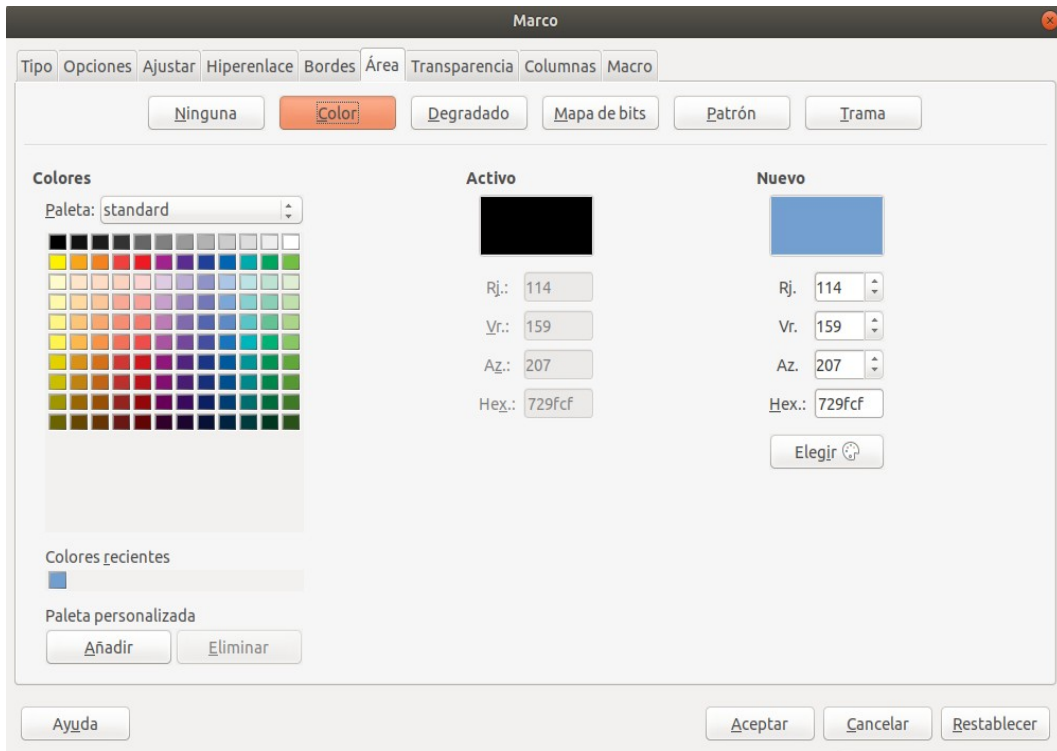 Marco
Tipo Opciones Ajustar Hiperenlace Bordes Área Transparencia Columnas Macro
Ninguna Color Degradado Mapa de bits Patrón Trama
Colores Activo Nuevo
Paleta: standard
Rj.: 114 Rj. 114
Vr.: 159 Vr. 159
Az.: 207 Az. 207
Hex.: 729fcf Hex.: 729fcf
Elegir
Colores recientes
Paleta personalizada
Añadir Eliminar
Ayuda Aceptar Cancelar Restablecer